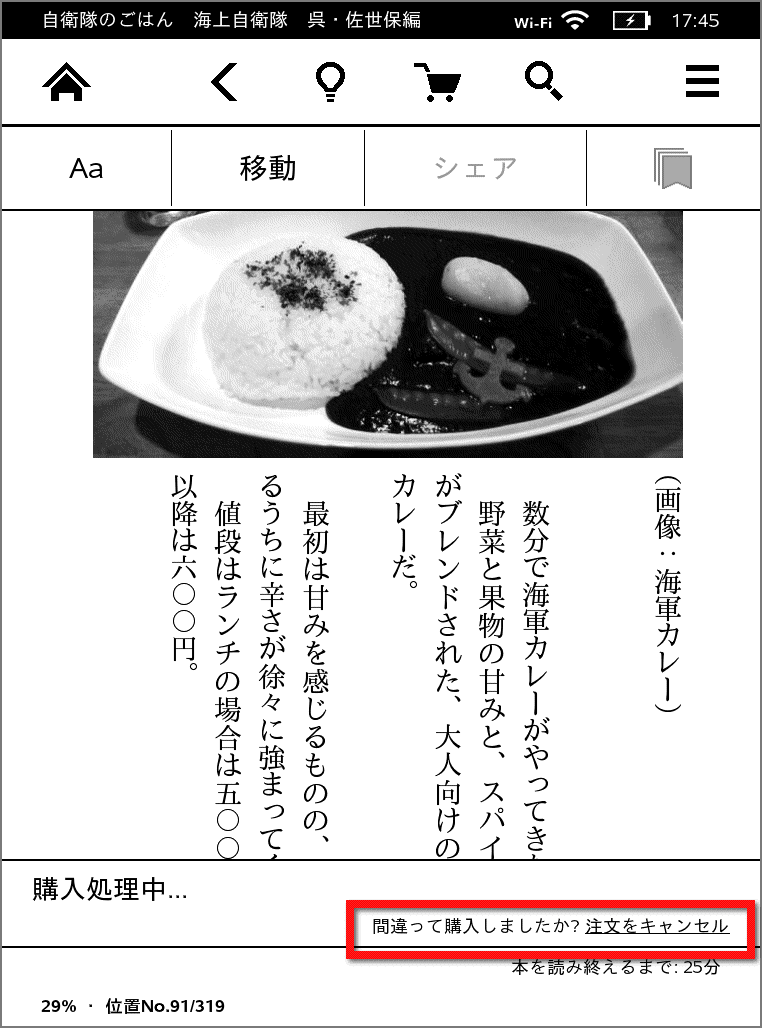 自衛隊のごはん 海上自衛隊 呉・佐世保編
Wi-Fi
17:45
Aa
移動
シェア
(画像:海軍カレー)
数分で海軍カレーがやってき
野菜と果物の甘みと、スパイ
がブレンドされた、大人向けの
カレーだ。
最初は甘みを感じるものの、
るうちに辛さが徐々に強まって
値段はランチの場合は五〇〇
以降は六〇〇円。
購入処理中...
間違って購入しましたか? 注文をキャンセル
本を読み終えるまで: 25分
29% · 位置No.91/319